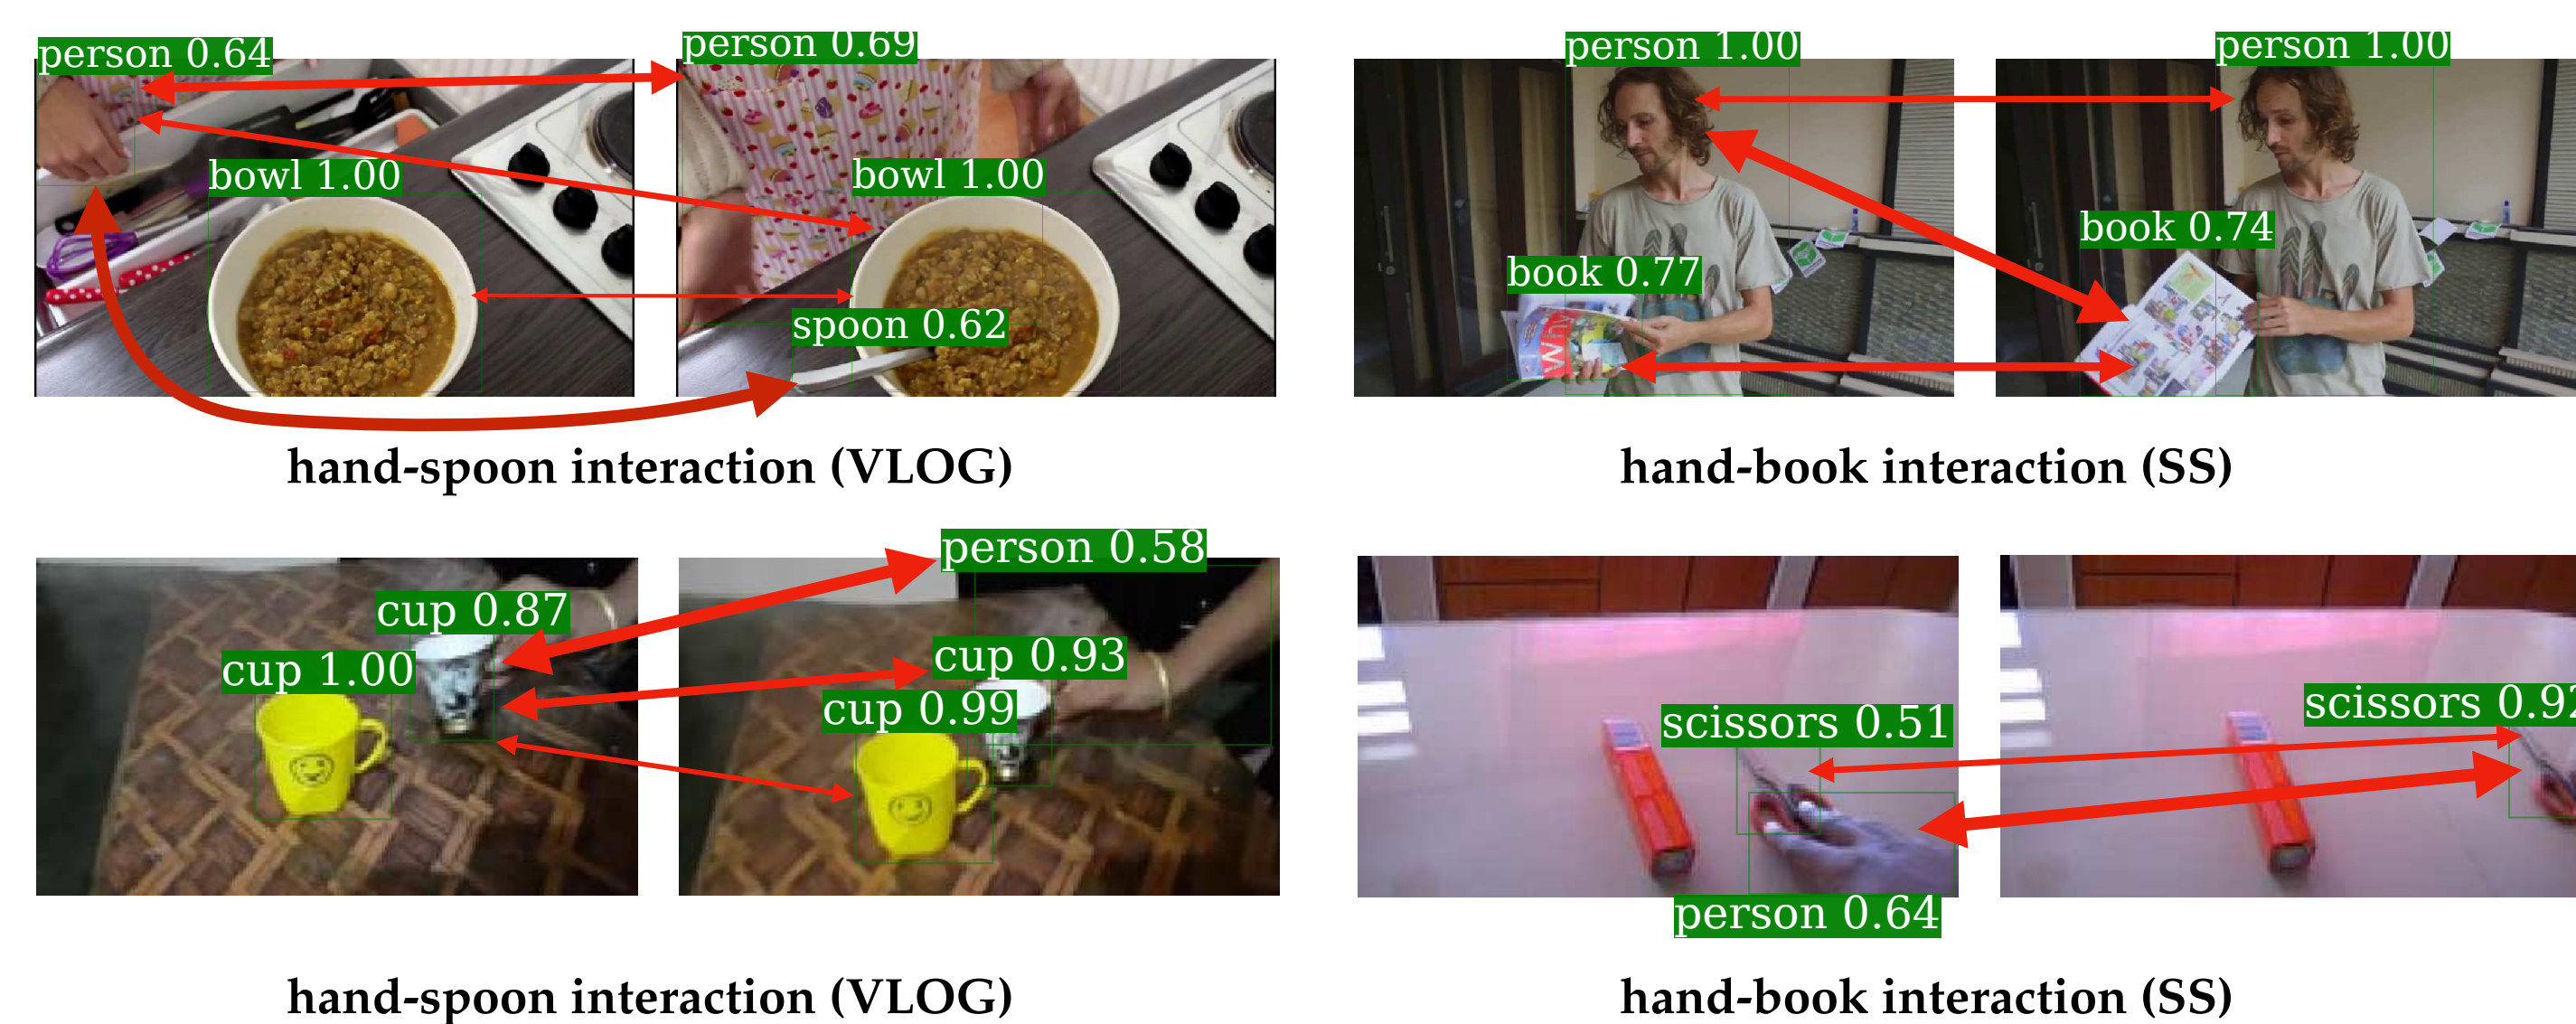 person 0.64
person 0.69
bowl 1.00
bowl 1.00
spoon 0.62
person 1.00
person 1.00
book 0.77
book 0.74
Why
hand-spoon interaction (VLOG)
hand-book interaction (SS)
cup 0.87
cup 1.00
person 0.58
cup 0.93
cup 0.99
scissors 0.51
person 0.64
scissors 0.92
hand-spoon interaction (VLOG)
hand-book interaction (SS)